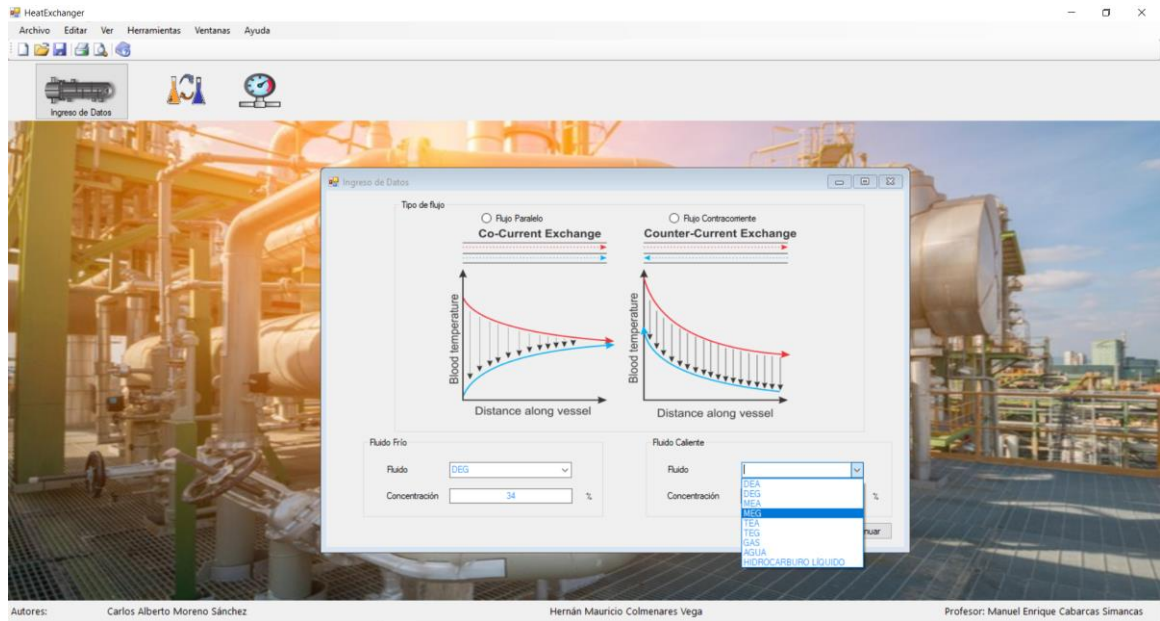 HeatExchanger
Archivo Editar Ver Herramientas Ventanas Ayuda
Ingreso de Datos
Ingreso de Datos
Tipo de flujo
Flujo Paralelo
Flujo Contracorriente
Co-Current Exchange
Counter-Current Exchange
Blood temperature
Blood temperature
Distance along vessel
Distance along vessel
Fluido Frío
Fluido Caliente
Fluido DEG
Fluido
Concentración 34 %
Concentración %
DEA
DEG
MEA
MEG
TEA
TEG
GAS
AGUA
HIDROCARBURO LÍQUIDO
nuar
Autores: Carlos Alberto Moreno Sánchez Hernán Mauricio Colmenares Vega Profesor: Manuel Enrique Cabarcas Simancas